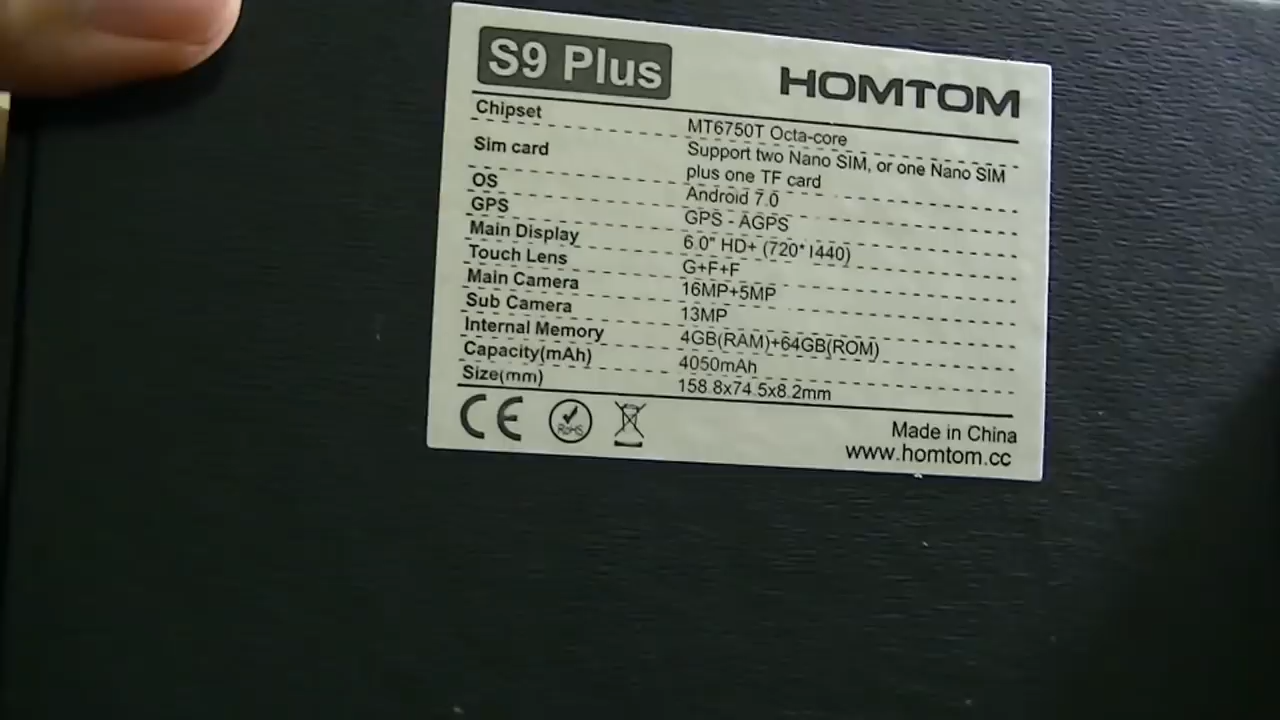 S9 Plus HOMTOM
Chipset MT6750T Octa-core
Sim card Support two Nano SIM, or one Nano SIM
plus one TF card
OS Android 7.0
GPS GPS - AGPS
Main Display 6.0" HD+ (720*1440)
Touch Lens G+F+F
Main Camera 16MP+5MP
Sub Camera 13MP
Internal Memory 4GB(RAM)+64GB(ROM)
Capacity(mAh) 4050mAh
Size(mm) 158.8x74.5x8.2mm
CE RoHS Made in China
www.homtom.cc